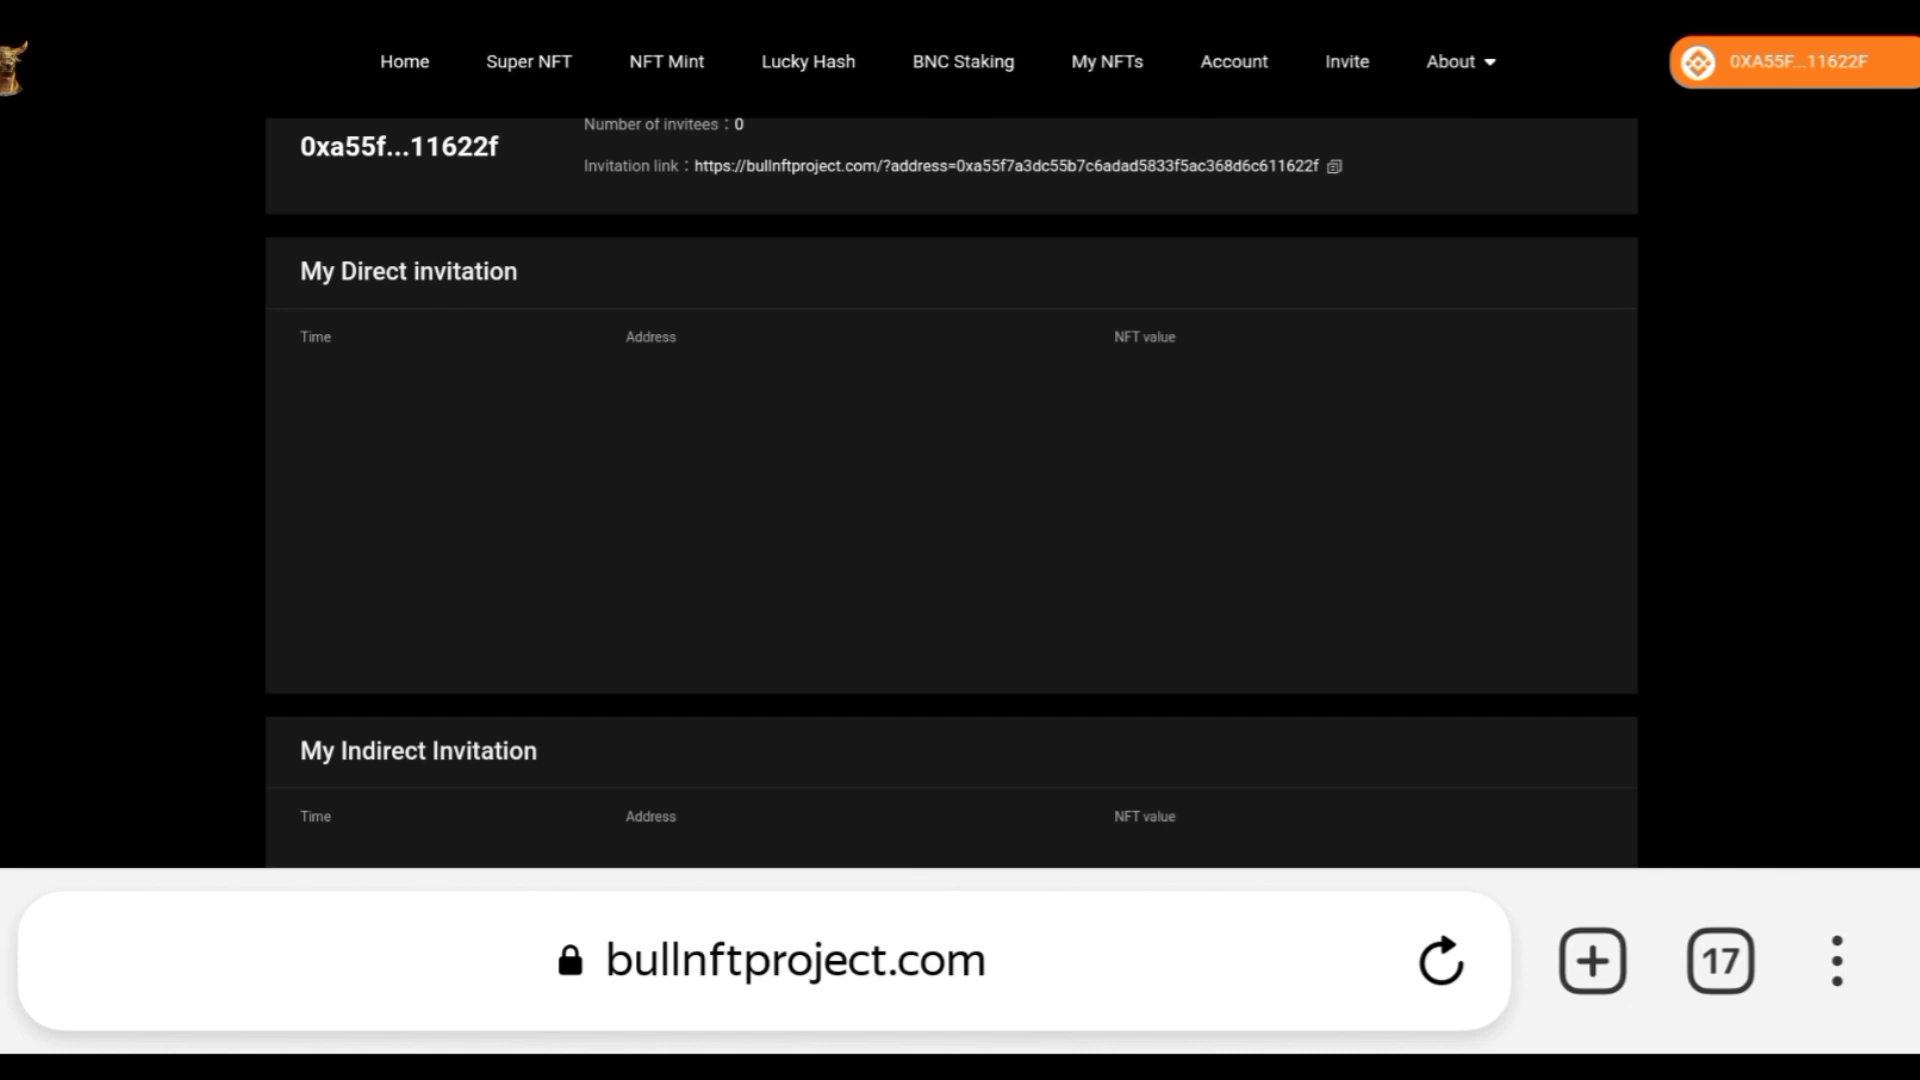 Home Super NFT NFT Mint Lucky Hash BNC Staking My NFTs Account Invite About 0XA55F...11622F
Number of invitees : 0
0xa55f...11622f
Invitation link : https://bullnftproject.com/?address=0xa55f7a3dc55b7c6adad5833f5ac368d6c611622f
My Direct invitation
Time Address NFT value
My Indirect Invitation
Time Address NFT value
bullnftproject.com
17